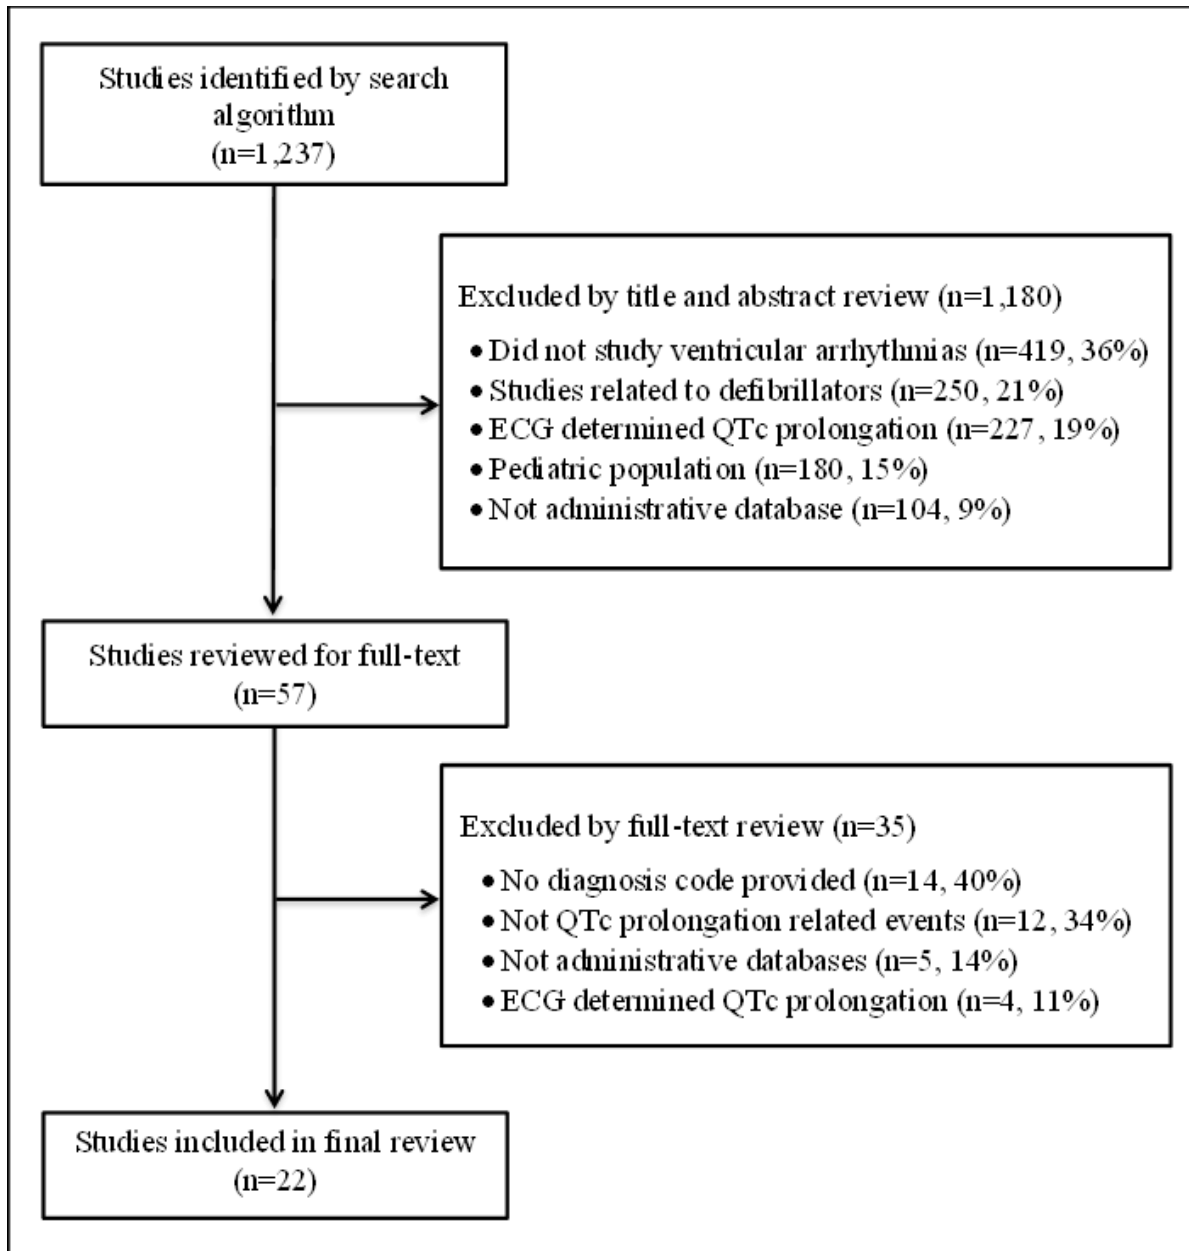 Studies identified by search
algorithm
(n=1,237)
Excluded by title and abstract review (n=1,180)
• Did not study ventricular arrhythmias (n=419, 36%)
• Studies related to defibrillators (n=250, 21%)
• ECG determined QTc prolongation (n=227, 19%)
• Pediatric population (n=180, 15%)
• Not administrative database (n=104, 9%)
Studies reviewed for full-text
(n=57)
Excluded by full-text review (n=35)
• No diagnosis code provided (n=14, 40%)
• Not QTc prolongation related events (n=12, 34%)
• Not administrative databases (n=5, 14%)
• ECG determined QTc prolongation (n=4, 11%)
Studies included in final review
(n=22)